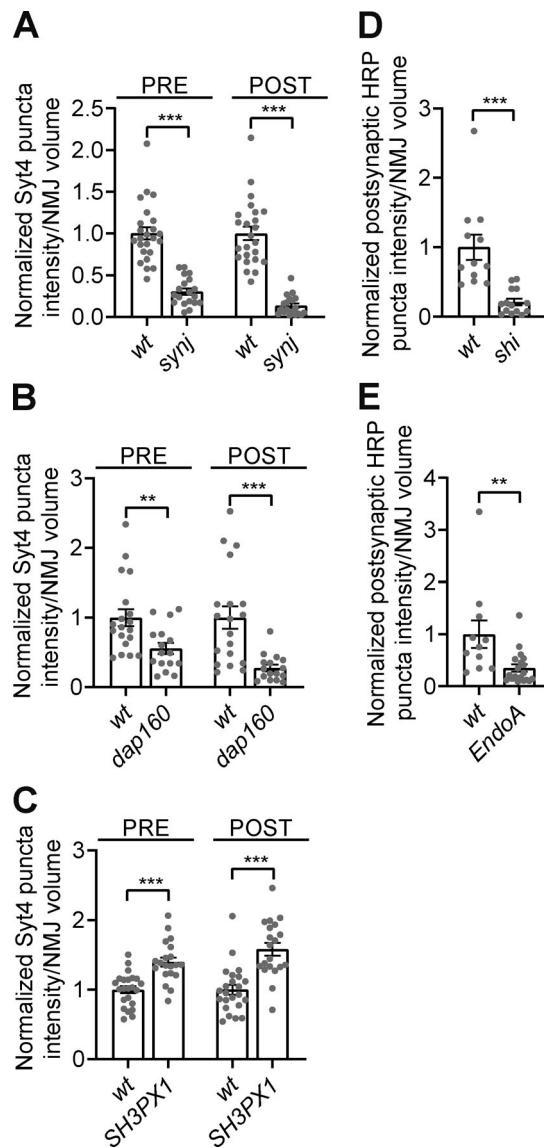 A
PRE POST
Normalized Syt4 puncta
intensity/NMJ volume
2.5
2.0
1.5
1.0
0.5
0.0
*** ***
wt synj wt synj
B
PRE POST
Normalized Syt4 puncta
intensity/NMJ volume
3
2
1
0
** ***
wt dap160 wt dap160
C
PRE POST
Normalized Syt4 puncta
intensity/NMJ volume
3
2
1
0
*** ***
wt SH3PX1 wt SH3PX1
D
Normalized postsynaptic HRP
puncta intensity/NMJ volume
3
2
1
0
***
wt shi
E
Normalized postsynaptic HRP
puncta intensity/NMJ volume
4
3
2
1
0
**
wt EndoA